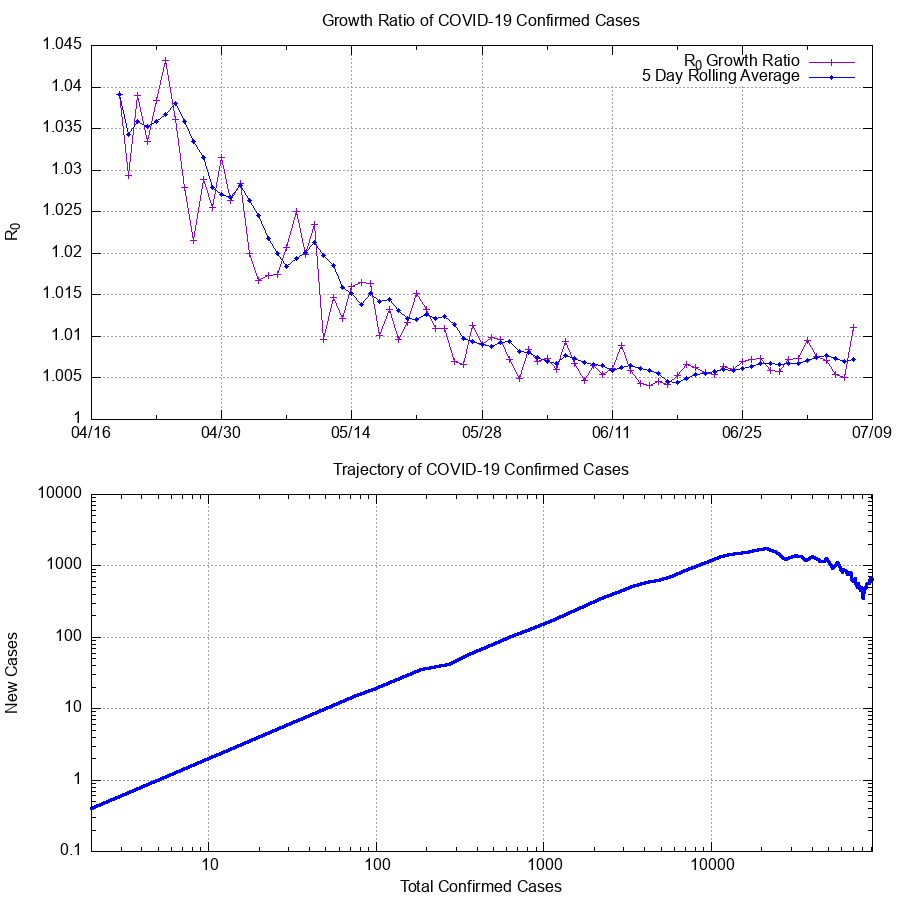 Growth Ratio of COVID-19 Confirmed Cases
1.045
1.04
1.035
1.03
1.025
1.02
1.015
1.01
1.005
1
R0
R0 Growth Ratio
5 Day Rolling Average
04/16 04/30 05/14 05/28 06/11 06/25 07/09
Trajectory of COVID-19 Confirmed Cases
10000
1000
100
10
1
0.1
New Cases
10 100 1000 10000
Total Confirmed Cases